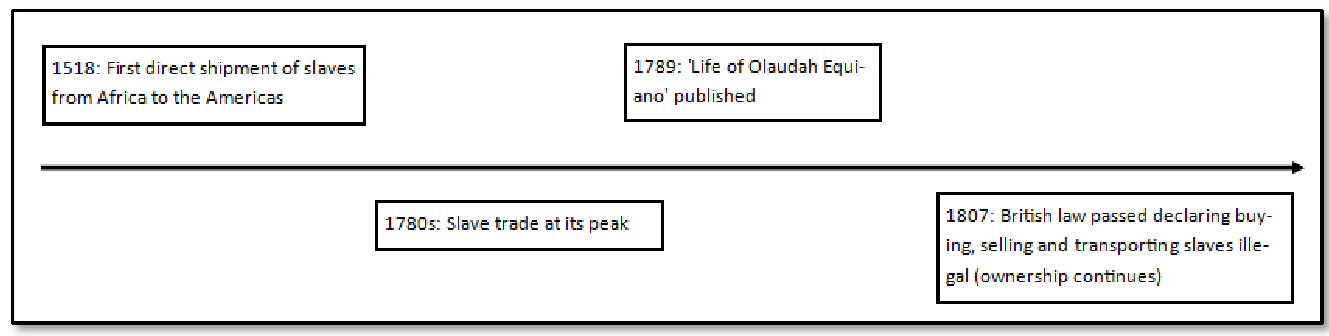 1518: First direct shipment of slaves
from Africa to the Americas
1780s: Slave trade at its peak
1789: 'Life of Olaudah Equi-
ano' published
1807: British law passed declaring buy-
ing, selling and transporting slaves ille-
gal (ownership continues)